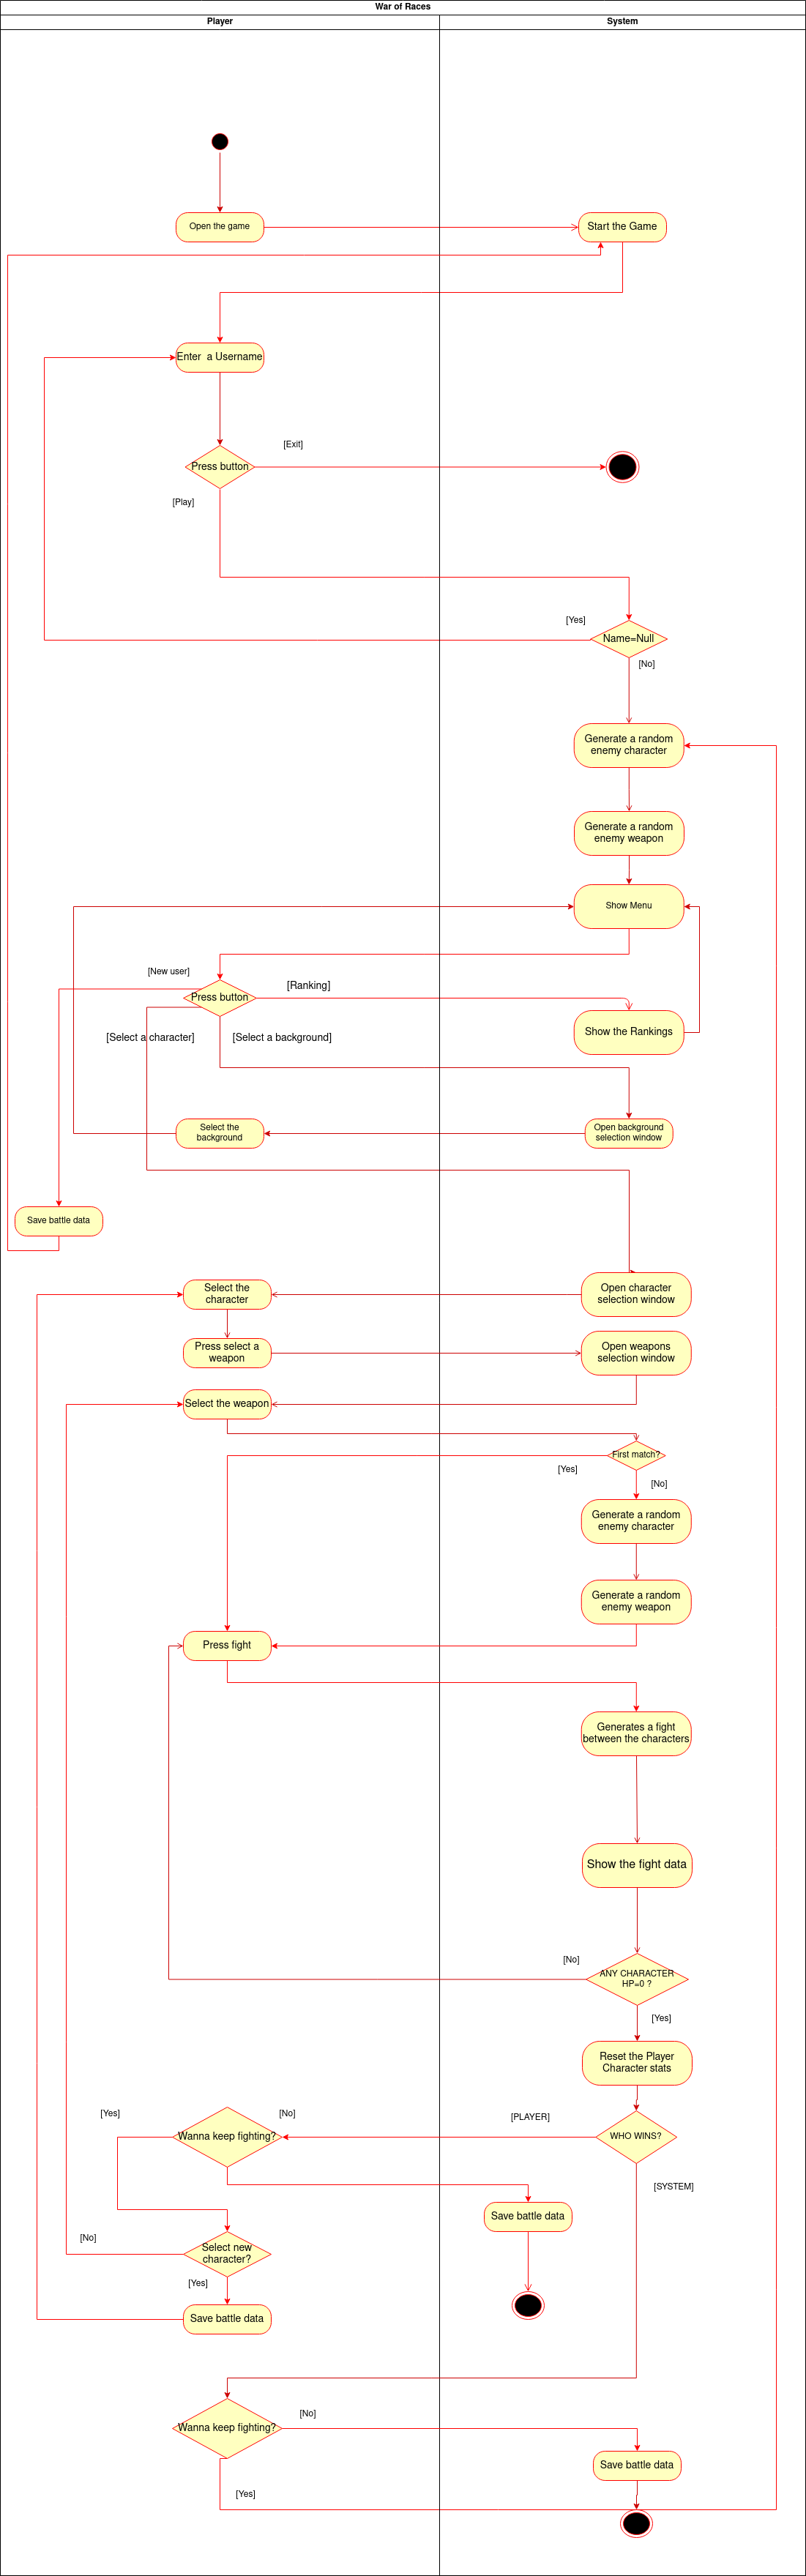 War of Races
Player
System
Open the game
Start the Game
Enter  a Username
[Exit]
Press button
[Play]
[Yes]
Name=Null
[No]
Generate a random
enemy character
Generate a random
enemy weapon
Show Menu
[New user]
[Ranking]
Press button
Show the Rankings
[Select a character]
[Select a background]
Select the
background
Open background
selection window
Save battle data
Select the
character
Open character
selection window
Press select a
weapon
Open weapons
selection window
Select the weapon
First match?
[Yes]
[No]
Generate a random
enemy character
Generate a random
enemy weapon
Press fight
Generates a fight
between the characters
Show the fight data
[No]
ANY CHARACTER
HP=0 ?
[Yes]
Reset the Player
Character stats
[Yes]
[No]
[PLAYER]
Wanna keep fighting?
WHO WINS?
[SYSTEM]
Save battle data
[No]
Select new
character?
[Yes]
Save battle data
[No]
Wanna keep fighting?
Save battle data
[Yes]